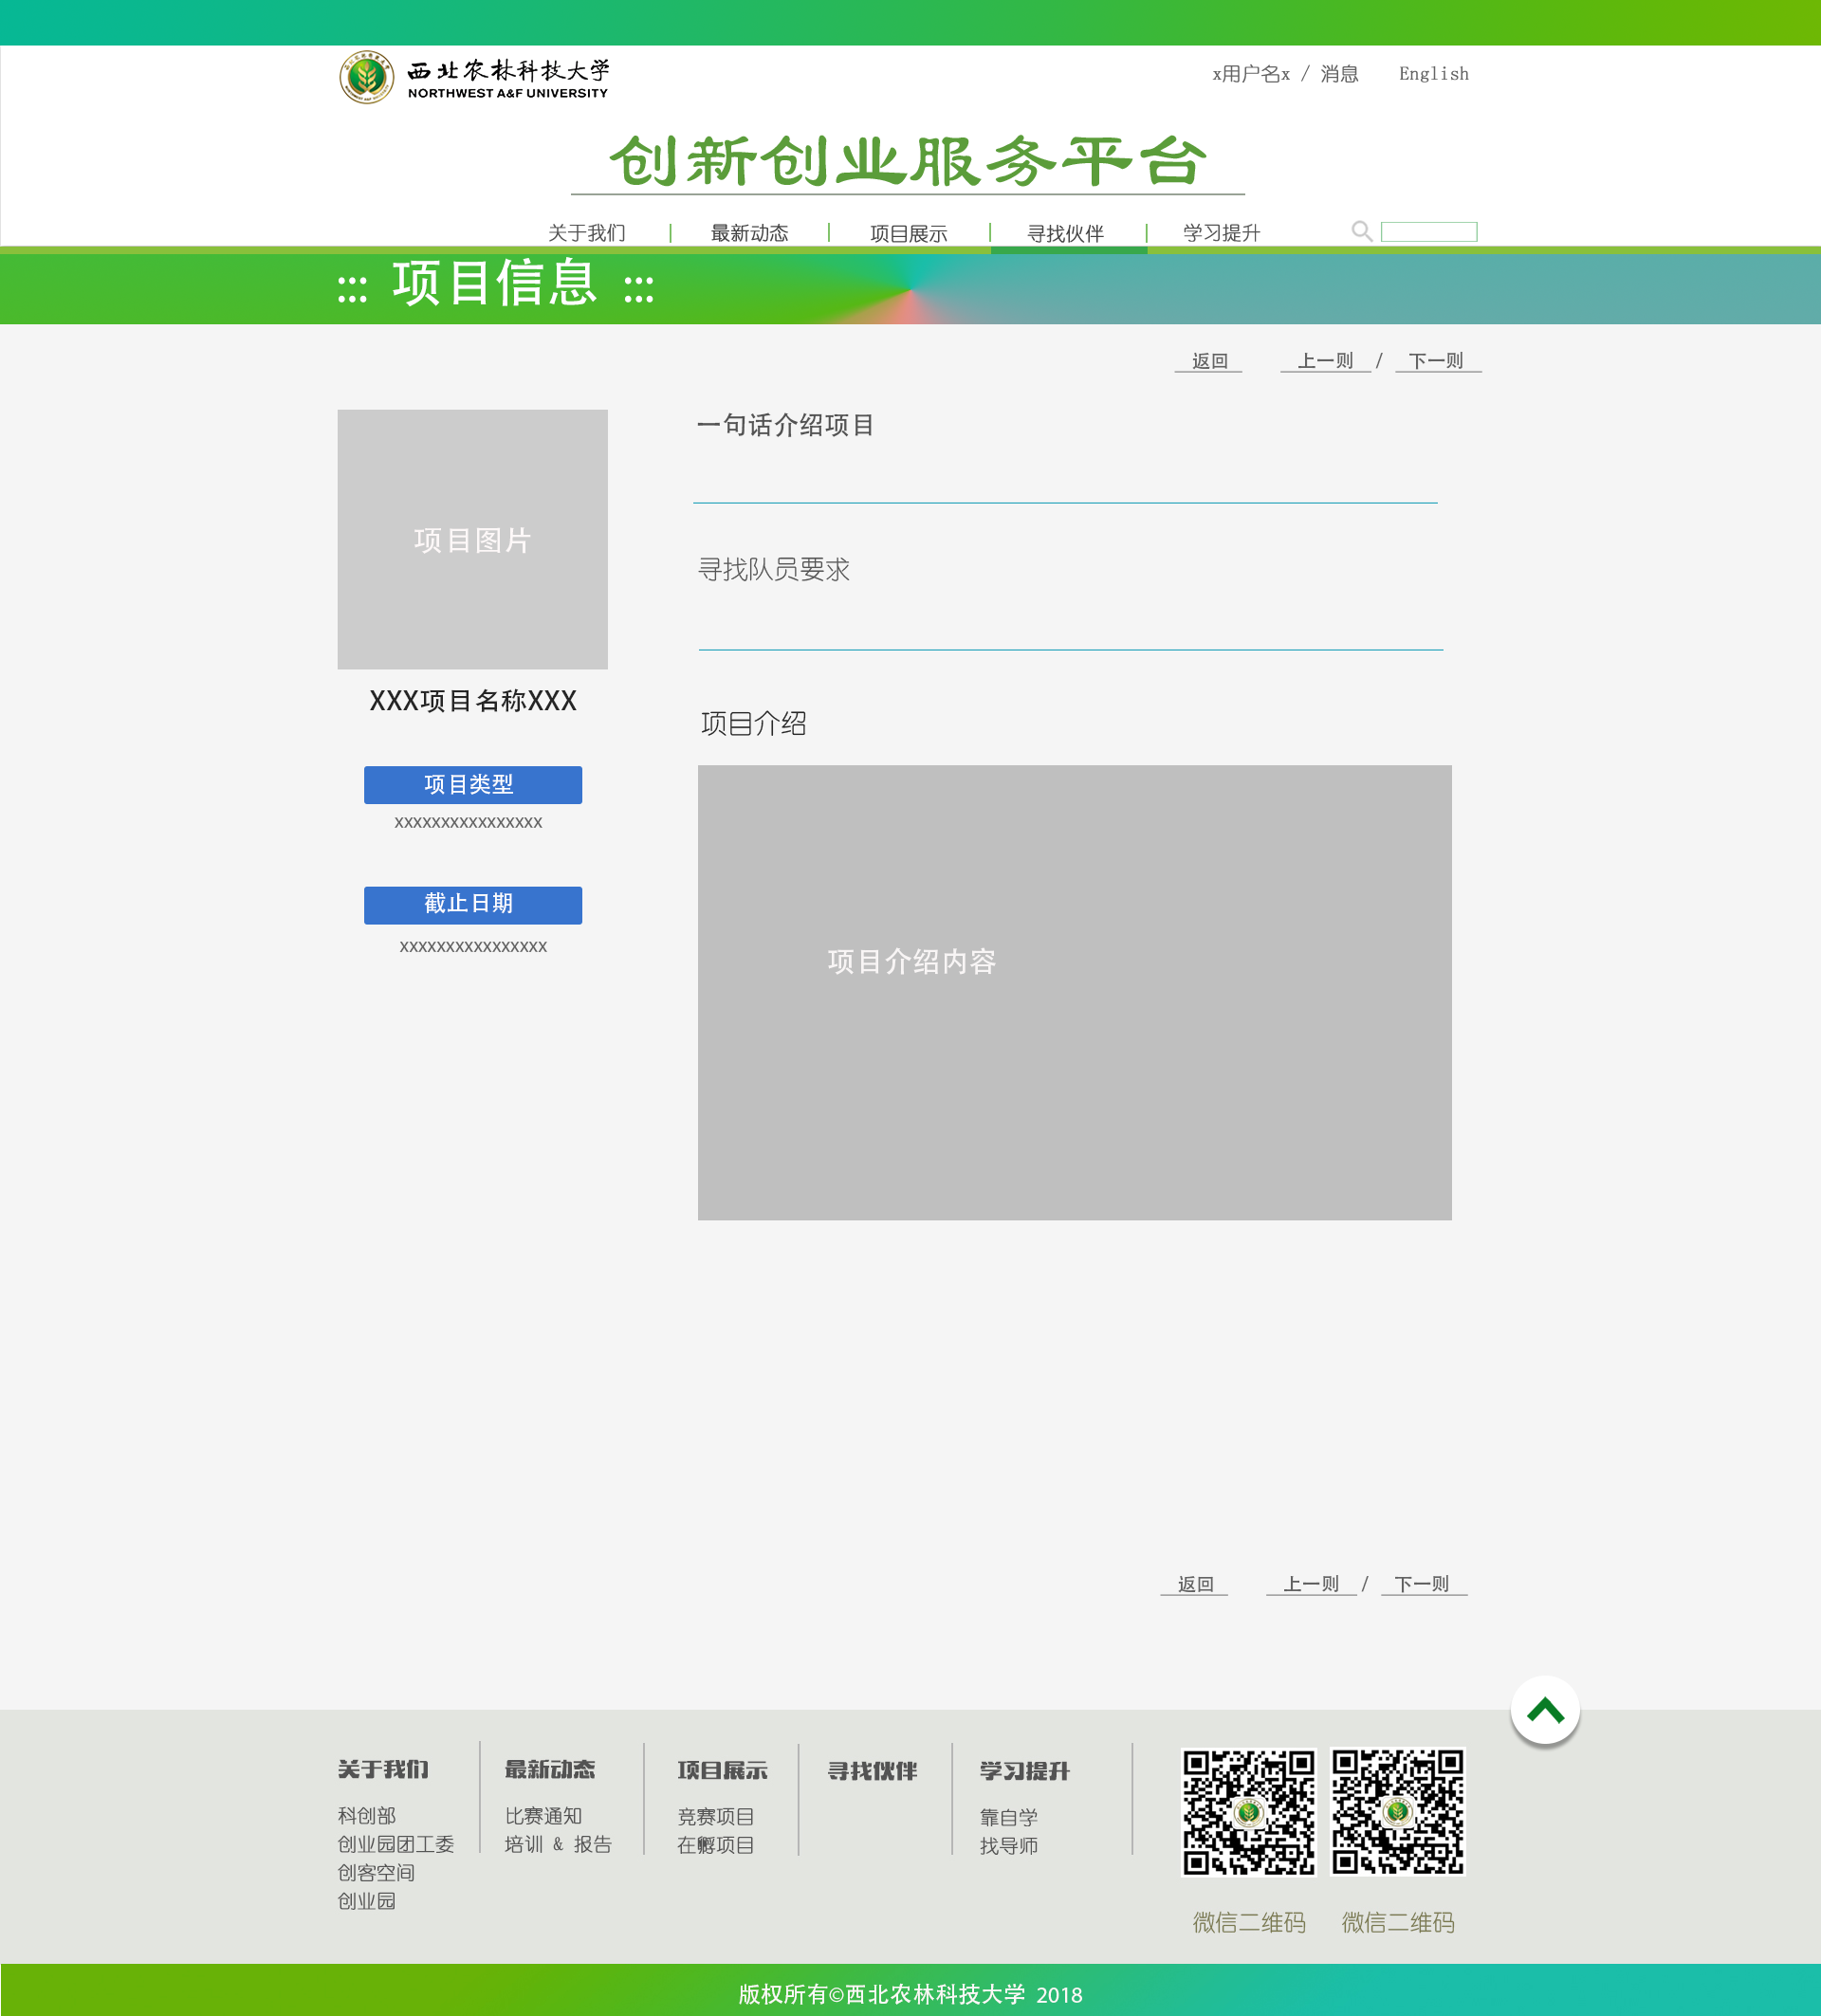 西北农林科技大学
NORTHWEST A&F UNIVERSITY
x用户名x / 消息 English
创新创业服务平台
关于我们 最新动态 项目展示 寻找伙伴 学习提升
::: 项目信息 :::
返回 上一则 / 下一则
一句话介绍项目
项目图片
寻找队员要求
XXX项目名称XXX
项目介绍
项目类型
xxxxxxxxxxxxxxxx
截止日期
xxxxxxxxxxxxxxxx
项目介绍内容
返回 上一则 / 下一则
关于我们
科创部
创业园团工委
创客空间
创业园
最新动态
比赛通知
培训 & 报告
项目展示
竞赛项目
在孵项目
寻找伙伴
学习提升
靠自学
找导师
微信二维码 微信二维码
版权所有©西北农林科技大学 2018